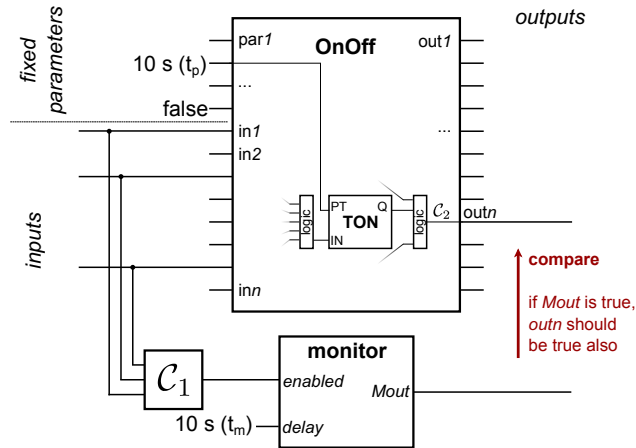 fixed parameters
inputs
outputs
OnOff
par1
10 s (tp)
...
false
in1
in2
inn
out1
...
outn
logic
PT
Q
TON
IN
logic
C2
compare
if Mout is true,
outn should
be true also
C1
monitor
enabled
Mout
10 s (tm)
delay